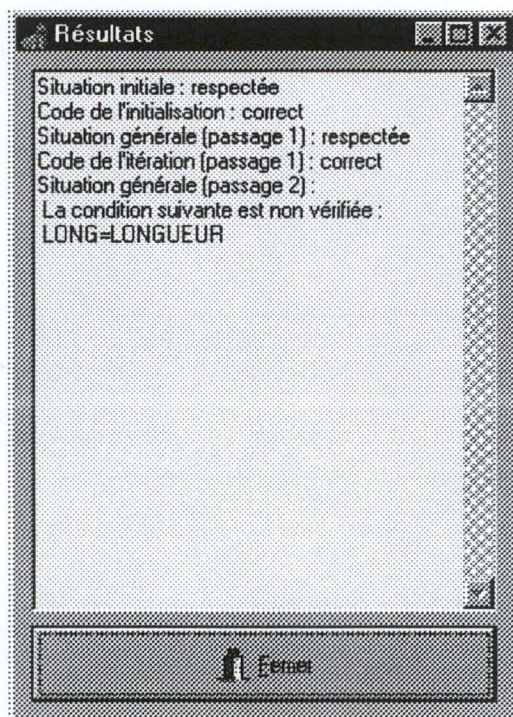 Résultats
Situation initiale : respectée
Code de l'initialisation : correct
Situation générale (passage 1) : respectée
Code de l'itération (passage 1) : correct
Situation générale (passage 2) :
La condition suivante est non vérifiée :
LONG=LONGUEUR
Fermer